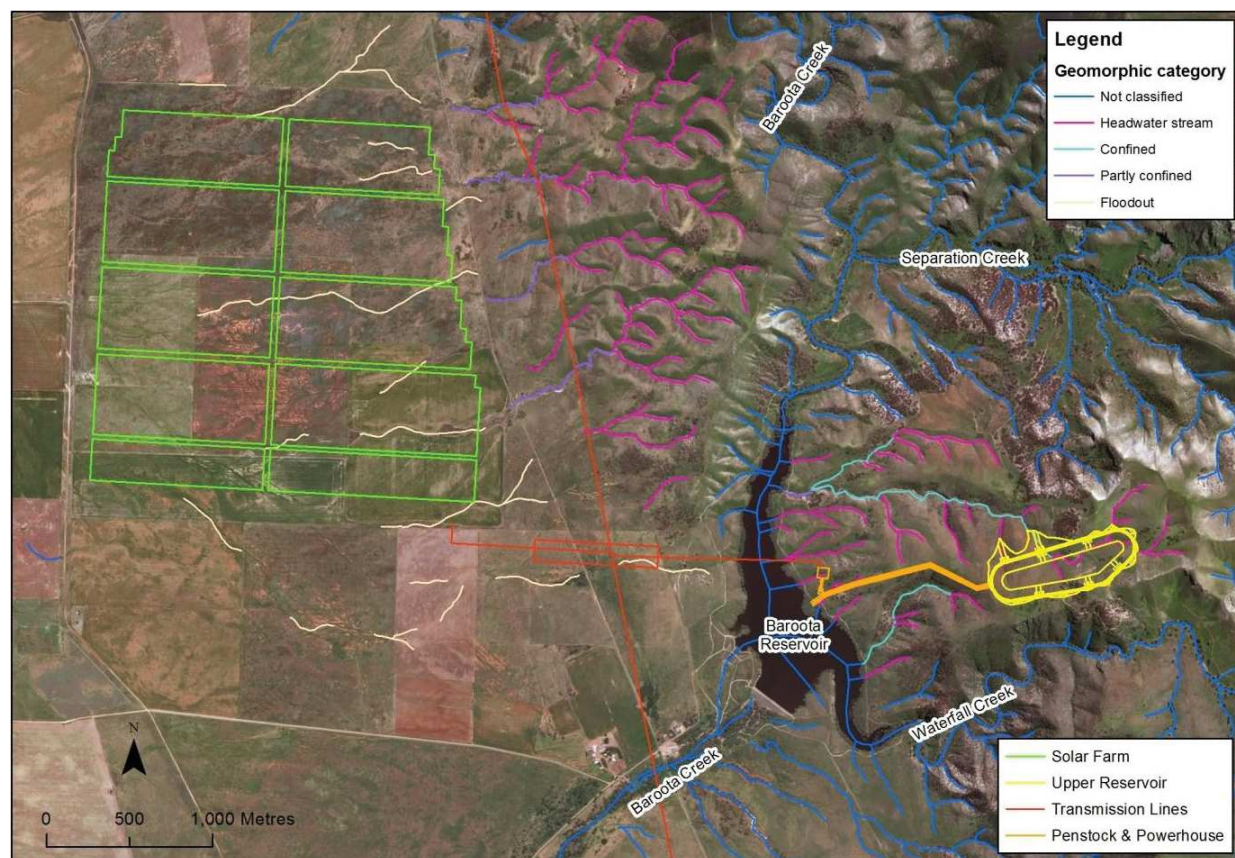 Legend
Geomorphic category
Not classified
Headwater stream
Confined
Partly confined
Floodout
Baroota Creek
Separation Creek
Baroota
Reservoir
Waterfall Creek
Baroota Creek
N
0 500 1,000 Metres
Solar Farm
Upper Reservoir
Transmission Lines
Penstock & Powerhouse